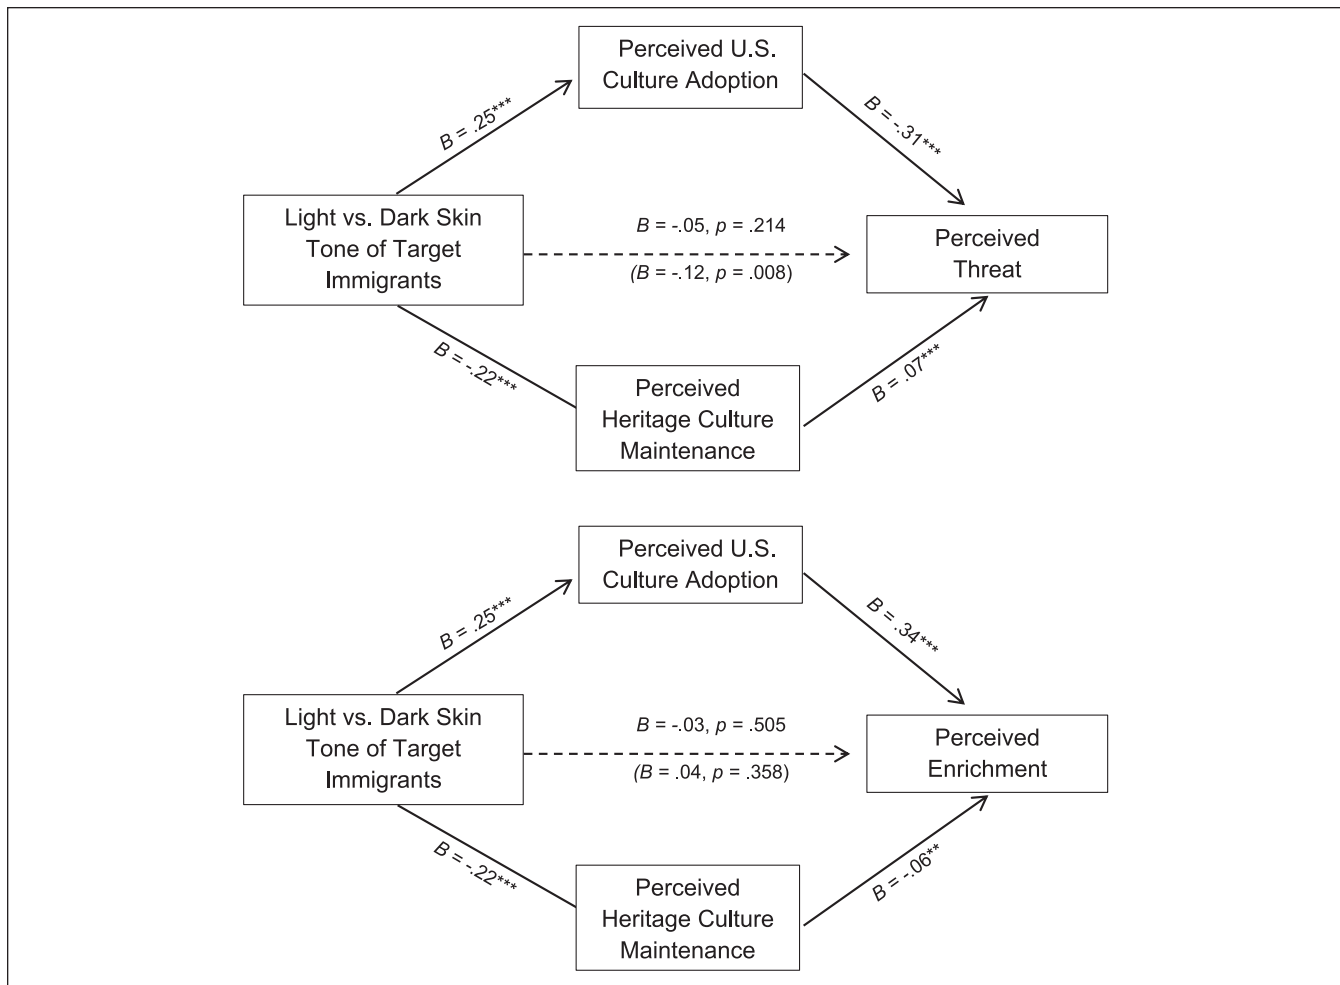 Perceived U.S.
Culture Adoption
B = .25***
B = -.31***
Light vs. Dark Skin
Tone of Target
Immigrants
B = -.05, p = .214
(B = -.12, p = .008)
Perceived
Threat
B = -.22***
B = .07***
Perceived
Heritage Culture
Maintenance
Perceived U.S.
Culture Adoption
B = .25***
B = .34***
Light vs. Dark Skin
Tone of Target
Immigrants
B = -.03, p = .505
(B = .04, p = .358)
Perceived
Enrichment
B = -.22***
B = -.06**
Perceived
Heritage Culture
Maintenance